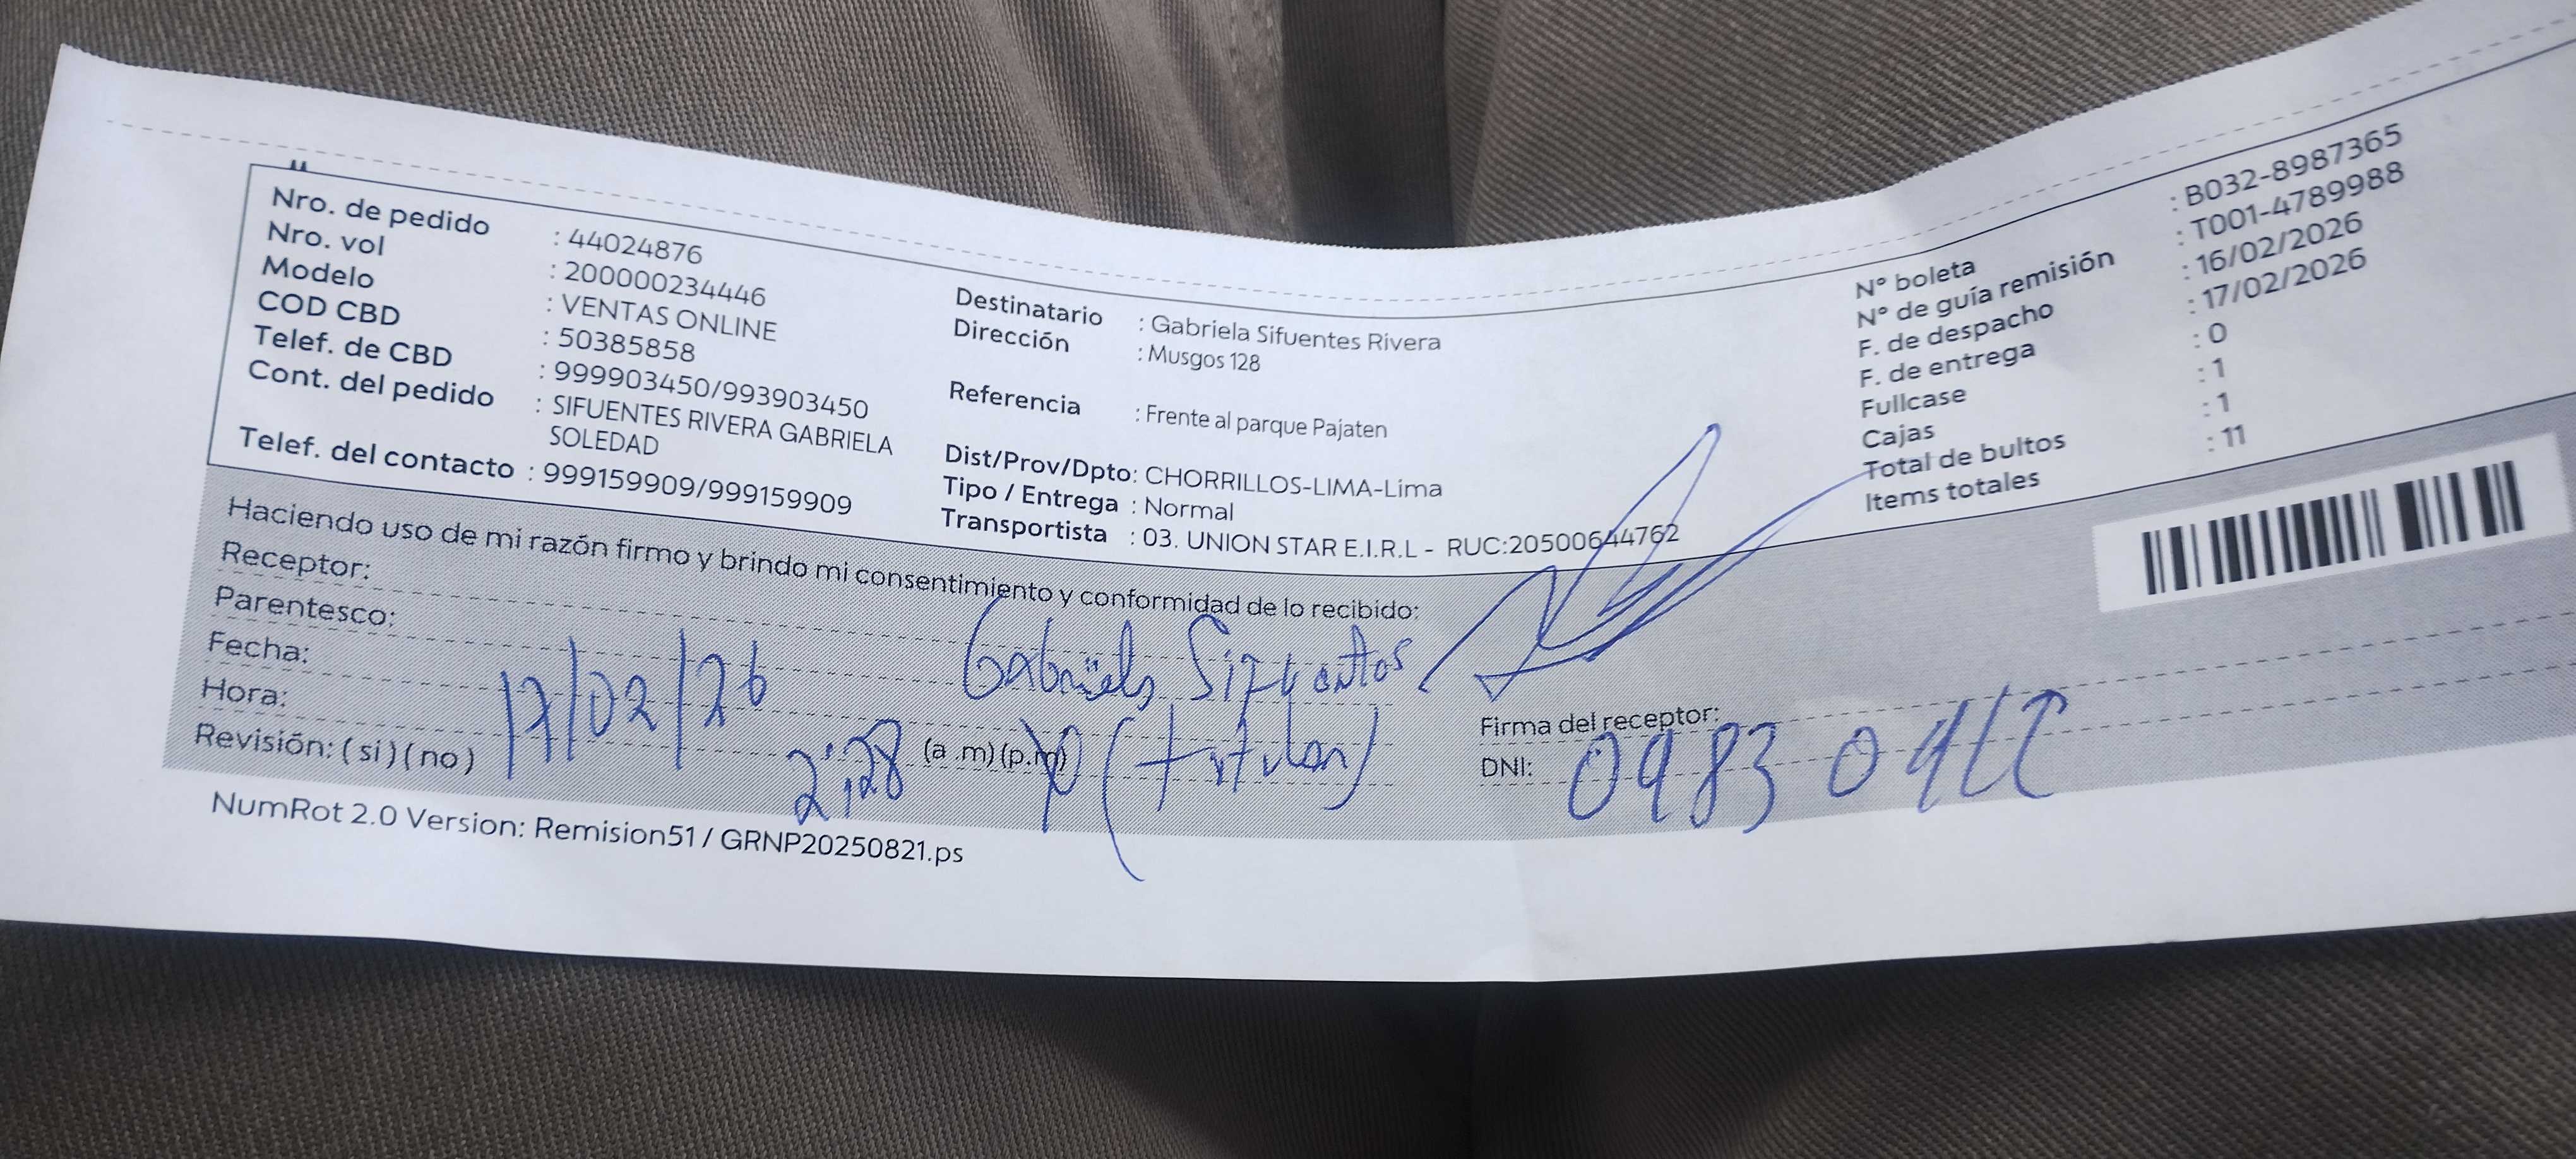 Nro. de pedido : 44024876
Nro. vol : 200000234446
Modelo : VENTAS ONLINE
COD CBD : 50385858
Telef. de CBD : 999903450/993903450
Cont. del pedido : SIFUENTES RIVERA GABRIELA
SOLEDAD
Telef. del contacto : 999159909/999159909
Destinatario : Gabriela Sifuentes Rivera
Dirección : Musgos 128
Referencia : Frente al parque Pajaten
Dist/Prov/Dpto: CHORRILLOS-LIMA-Lima
Tipo / Entrega : Normal
Transportista : 03. UNION STAR E.I.R.L - RUC:20500644762
N° boleta : B032-8987365
N° de guía remisión : T001-4789988
F. de despacho : 16/02/2026
F. de entrega : 17/02/2026
Fullcase : 0
Cajas : 1
Total de bultos : 1
Items totales : 11
Haciendo uso de mi razón firmo y brindo mi consentimiento y conformidad de lo recibido:
Receptor: Gabriela Sifuentes
Parentesco: (titular)
Fecha: 17/02/26
Hora: 2:28 (a .m) (p.m)
Revisión: ( si ) ( no )
Firma del receptor:
DNI:
NumRot 2.0 Version: Remision51 / GRNP20250821.ps